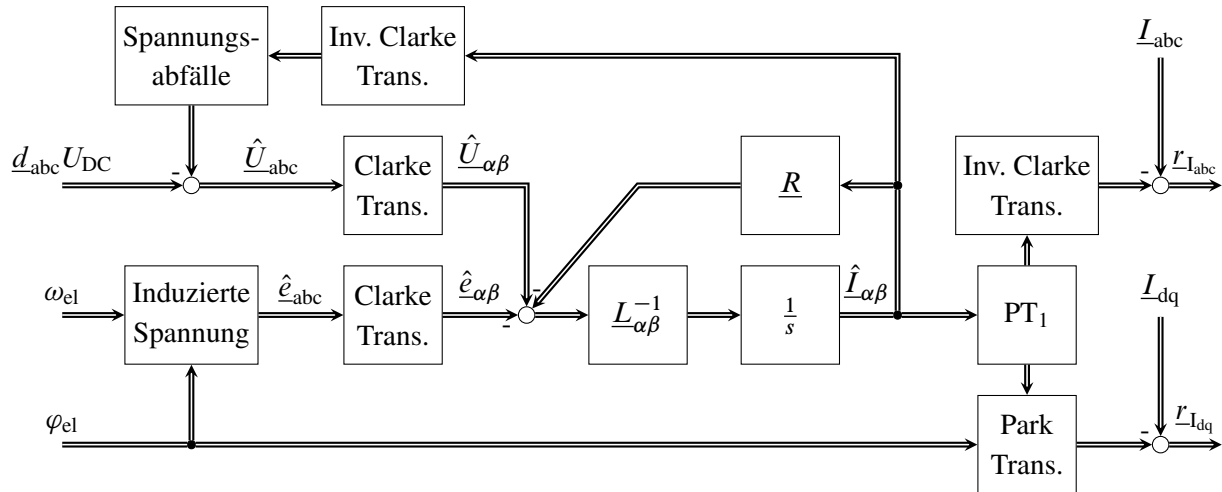 Spannungs-
abfälle
Inv. Clarke
Trans.
I_abc
d_abc U_DC
-
Û_abc
Clarke
Trans.
Û_αβ
R
Inv. Clarke
Trans.
-
r_I_abc
ω_el
Induzierte
Spannung
ê_abc
Clarke
Trans.
ê_αβ
-
-
L_αβ^-1
1/s
Î_αβ
PT_1
I_dq
φ_el
Park
Trans.
-
r_I_dq